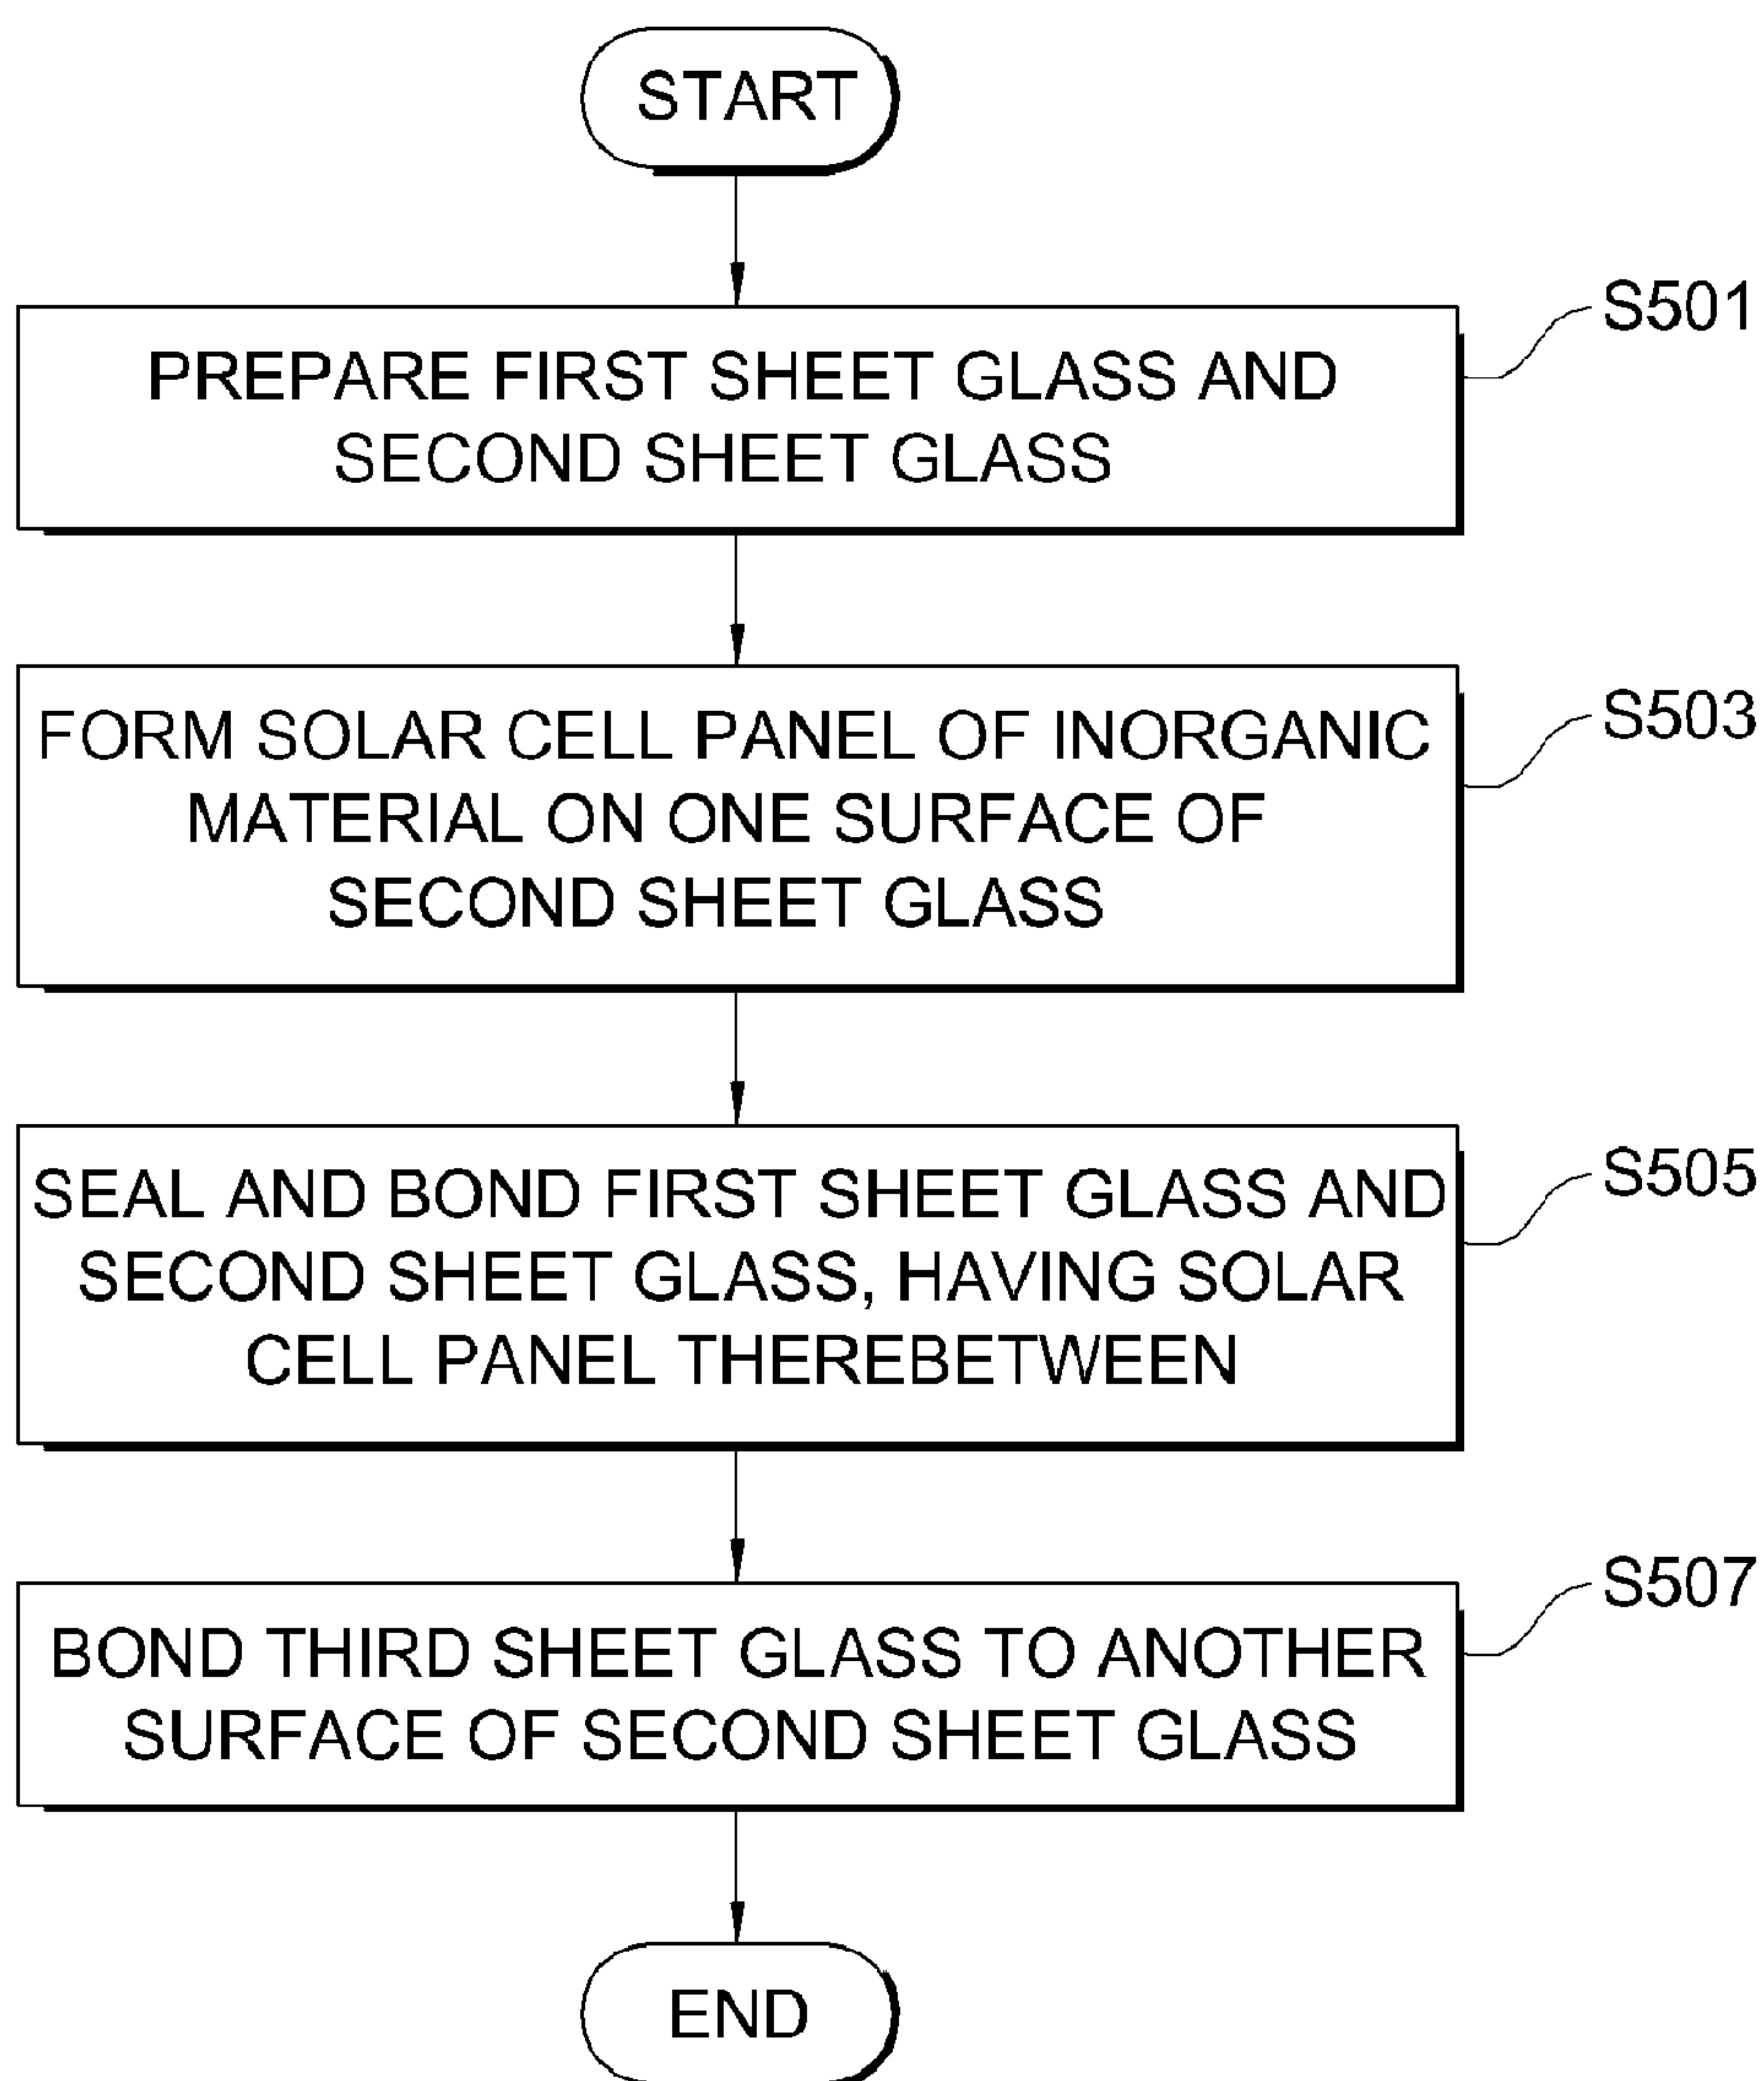 START
S501
PREPARE FIRST SHEET GLASS AND
SECOND SHEET GLASS
S503
FORM SOLAR CELL PANEL OF INORGANIC
MATERIAL ON ONE SURFACE OF
SECOND SHEET GLASS
S505
SEAL AND BOND FIRST SHEET GLASS AND
SECOND SHEET GLASS, HAVING SOLAR
CELL PANEL THEREBETWEEN
S507
BOND THIRD SHEET GLASS TO ANOTHER
SURFACE OF SECOND SHEET GLASS
END